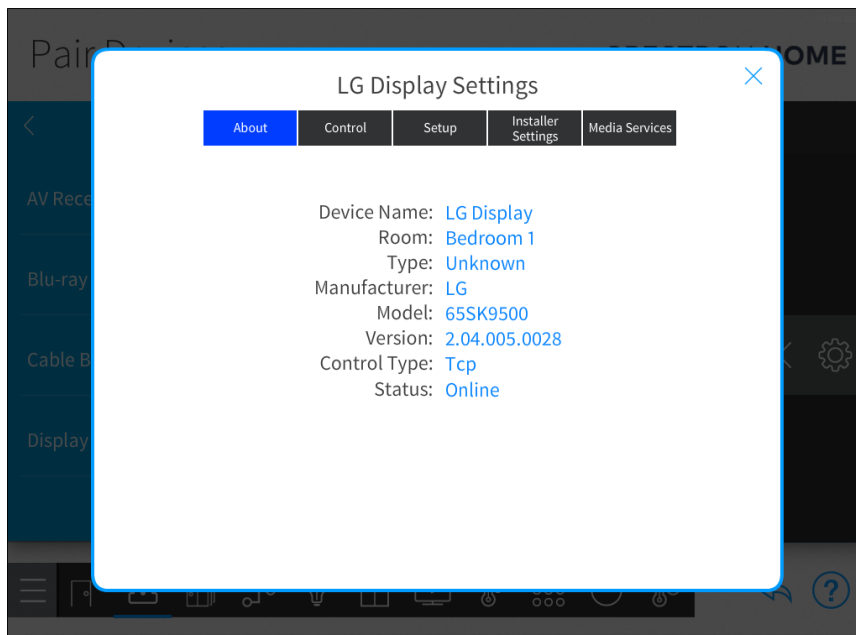 Pair
OME
LG Display Settings
About
Control
Setup
Installer
Settings
Media Services
AV Rece
Blu-ray
Cable B
Display
Device Name: LG Display
Room: Bedroom 1
Type: Unknown
Manufacturer: LG
Model: 65SK9500
Version: 2.04.005.0028
Control Type: Tcp
Status: Online
?